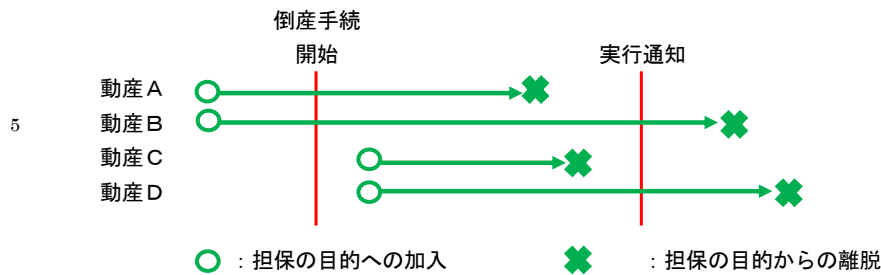 倒産手続
開始
実行通知
動産A
5
動産B
動産C
動産D
：担保の目的への加入
：担保の目的からの離脱